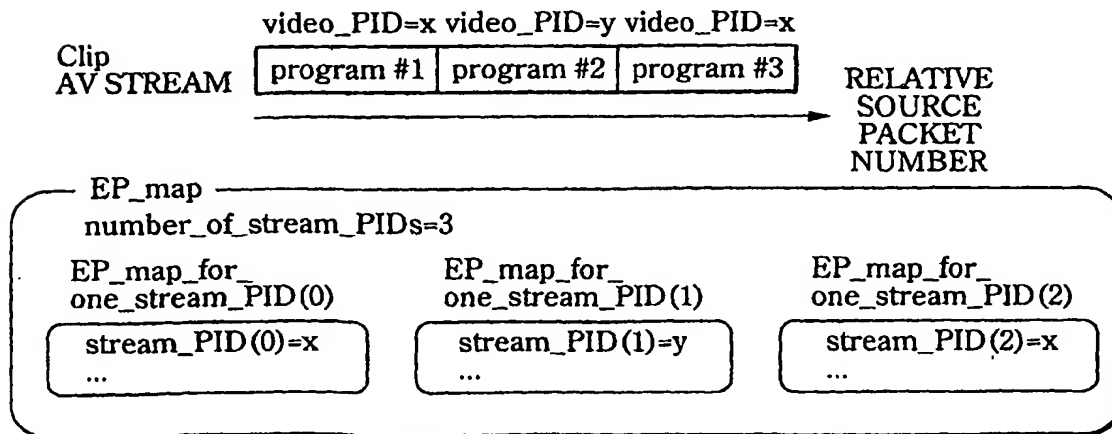 video_PID=x video_PID=y video_PID=x
Clip
AV STREAM
program #1 program #2 program #3
RELATIVE
SOURCE
PACKET
NUMBER
EP_map
number_of_stream_PIDs=3
EP_map_for_
one_stream_PID(0)
stream_PID(0)=x
...
EP_map_for_
one_stream_PID(1)
stream_PID(1)=y
...
EP_map_for_
one_stream_PID(2)
stream_PID(2)=x
...